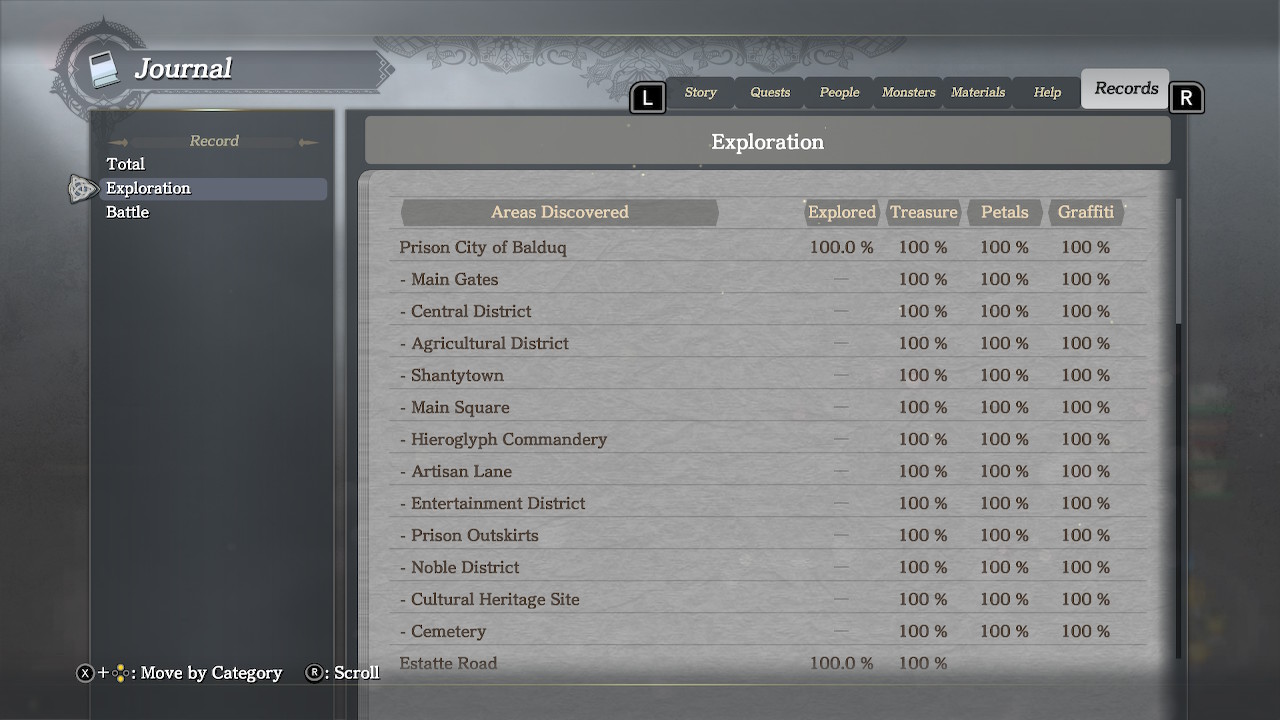 Journal
L Story Quests People Monsters Materials Help Records R
Record
Total
Exploration
Battle
Exploration
Areas Discovered Explored Treasure Petals Graffiti
Prison City of Balduq 100.0 % 100 % 100 % 100 %
- Main Gates — 100 % 100 % 100 %
- Central District — 100 % 100 % 100 %
- Agricultural District — 100 % 100 % 100 %
- Shantytown — 100 % 100 % 100 %
- Main Square — 100 % 100 % 100 %
- Hieroglyph Commandery — 100 % 100 % 100 %
- Artisan Lane — 100 % 100 % 100 %
- Entertainment District — 100 % 100 % 100 %
- Prison Outskirts — 100 % 100 % 100 %
- Noble District — 100 % 100 % 100 %
- Cultural Heritage Site — 100 % 100 % 100 %
- Cemetery — 100 % 100 % 100 %
Estatte Road 100.0 % 100 %
X + : Move by Category R : Scroll